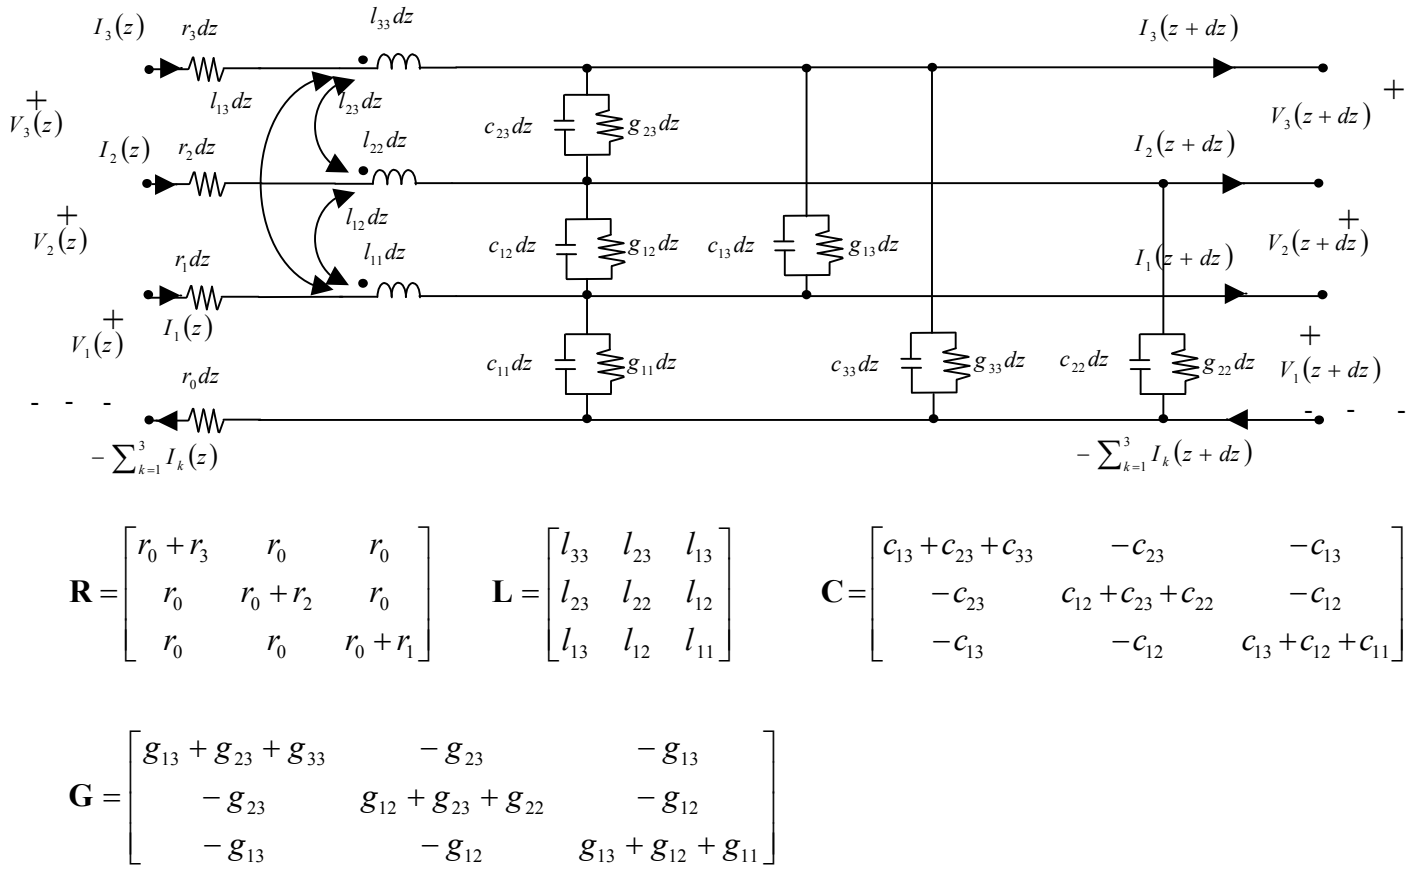 I₃(z) r₃dz l₃₃dz I₃(z + dz)
+ V₃(z) l₁₃dz l₂₃dz c₂₃dz g₂₃dz V₃(z + dz) +
I₂(z) r₂dz l₂₂dz I₂(z + dz)
+ V₂(z) l₁₂dz c₁₂dz g₁₂dz c₁₃dz g₁₃dz + V₂(z + dz)
r₁dz l₁₁dz I₁(z + dz)
+ V₁(z) I₁(z) c₁₁dz g₁₁dz c₃₃dz g₃₃dz c₂₂dz g₂₂dz + V₁(z + dz)
r₀dz
- - - - - -
− ∑ₖ₌₁³ Iₖ(z) − ∑ₖ₌₁³ Iₖ(z + dz)
R = [r₀ + r₃ r₀ r₀
r₀ r₀ + r₂ r₀
r₀ r₀ r₀ + r₁]
L = [l₃₃ l₂₃ l₁₃
l₂₃ l₂₂ l₁₂
l₁₃ l₁₂ l₁₁]
C = [c₁₃ + c₂₃ + c₃₃ −c₂₃ −c₁₃
−c₂₃ c₁₂ + c₂₃ + c₂₂ −c₁₂
−c₁₃ −c₁₂ c₁₃ + c₁₂ + c₁₁]
G = [g₁₃ + g₂₃ + g₃₃ − g₂₃ − g₁₃
− g₂₃ g₁₂ + g₂₃ + g₂₂ − g₁₂
− g₁₃ − g₁₂ g₁₃ + g₁₂ + g₁₁]